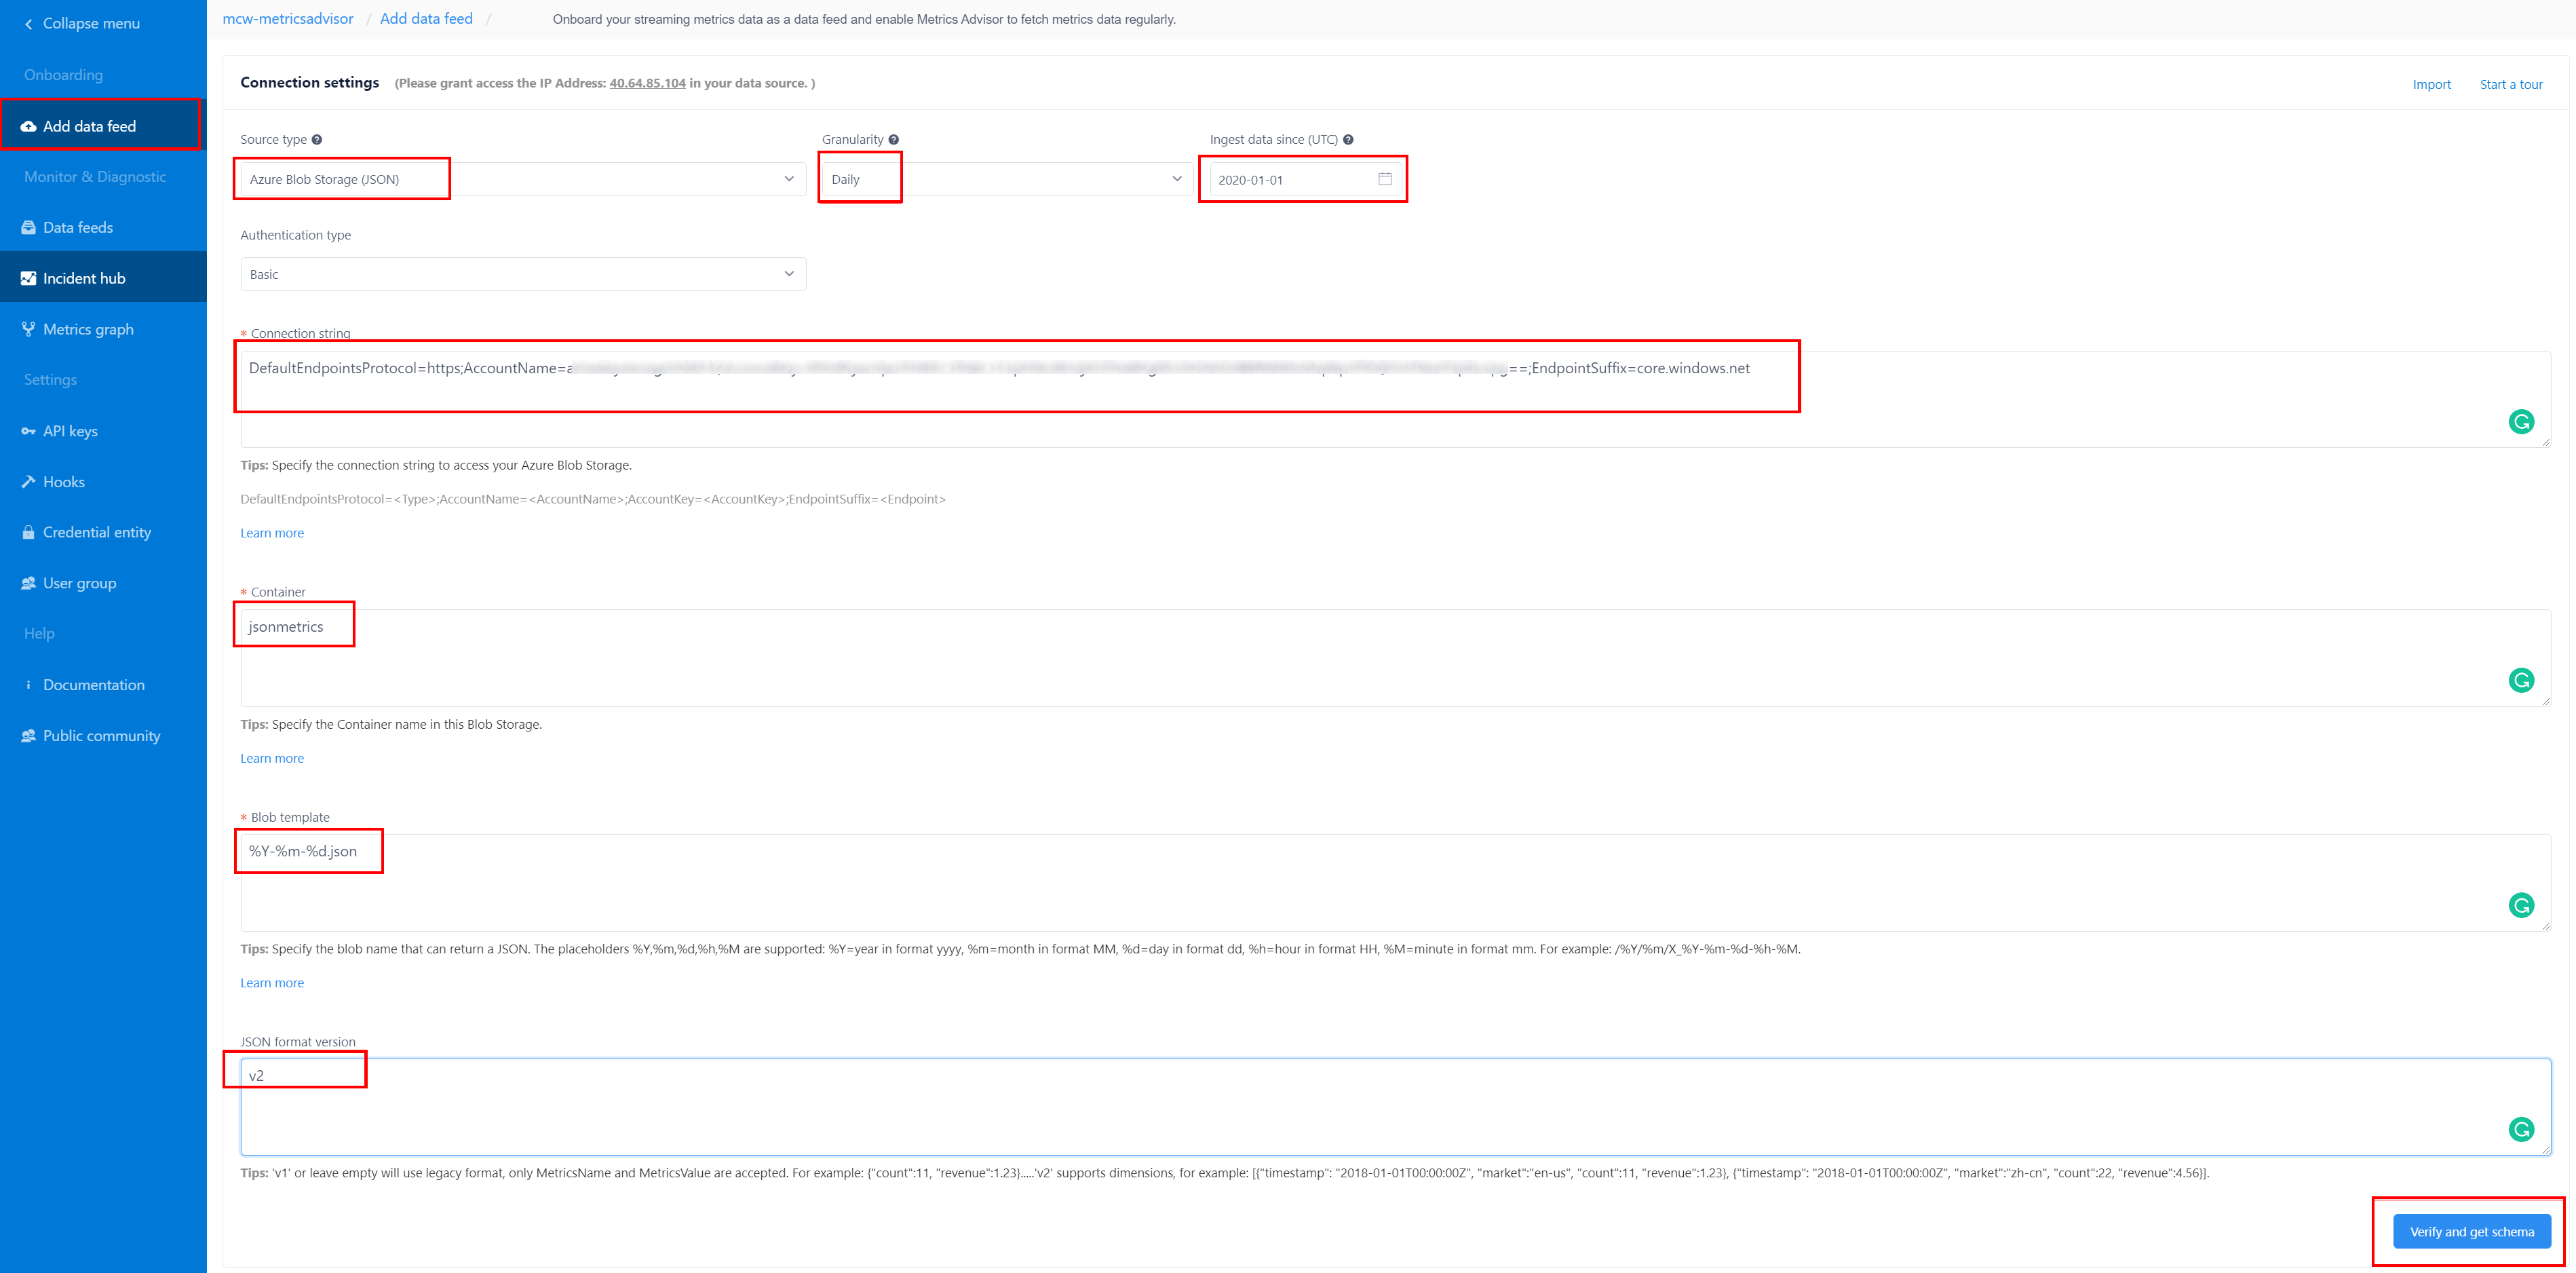 Collapse menu
Onboarding
Add data feed
Monitor & Diagnostic
Data feeds
Incident hub
Metrics graph
Settings
API keys
Hooks
Credential entity
User group
Help
Documentation
Public community
mcw-metricsadvisor / Add data feed / Onboard your streaming metrics data as a data feed and enable Metrics Advisor to fetch metrics data regularly.
Connection settings (Please grant access the IP Address: 40.64.85.104 in your data source. )
Import Start a tour
Source type Granularity Ingest data since (UTC)
Azure Blob Storage (JSON) Daily 2020-01-01
Authentication type
Basic
* Connection string
DefaultEndpointsProtocol=https;AccountName=a ==;EndpointSuffix=core.windows.net
Tips: Specify the connection string to access your Azure Blob Storage.
DefaultEndpointsProtocol=<Type>;AccountName=<AccountName>;AccountKey=<AccountKey>;EndpointSuffix=<Endpoint>
Learn more
* Container
jsonmetrics
Tips: Specify the Container name in this Blob Storage.
Learn more
* Blob template
%Y-%m-%d.json
Tips: Specify the blob name that can return a JSON. The placeholders %Y,%m,%d,%h,%M are supported: %Y=year in format yyyy, %m=month in format MM, %d=day in format dd, %h=hour in format HH, %M=minute in format mm. For example: /%Y/%m/X_%Y-%m-%d-%h-%M.
Learn more
JSON format version
v2
Tips: 'v1' or leave empty will use legacy format, only MetricsName and MetricsValue are accepted. For example: {"count":11, "revenue":1.23}.....'v2' supports dimensions, for example: [{"timestamp": "2018-01-01T00:00:00Z", "market":"en-us", "count":11, "revenue":1.23}, {"timestamp": "2018-01-01T00:00:00Z", "market":"zh-cn", "count":22, "revenue":4.56}].
Verify and get schema